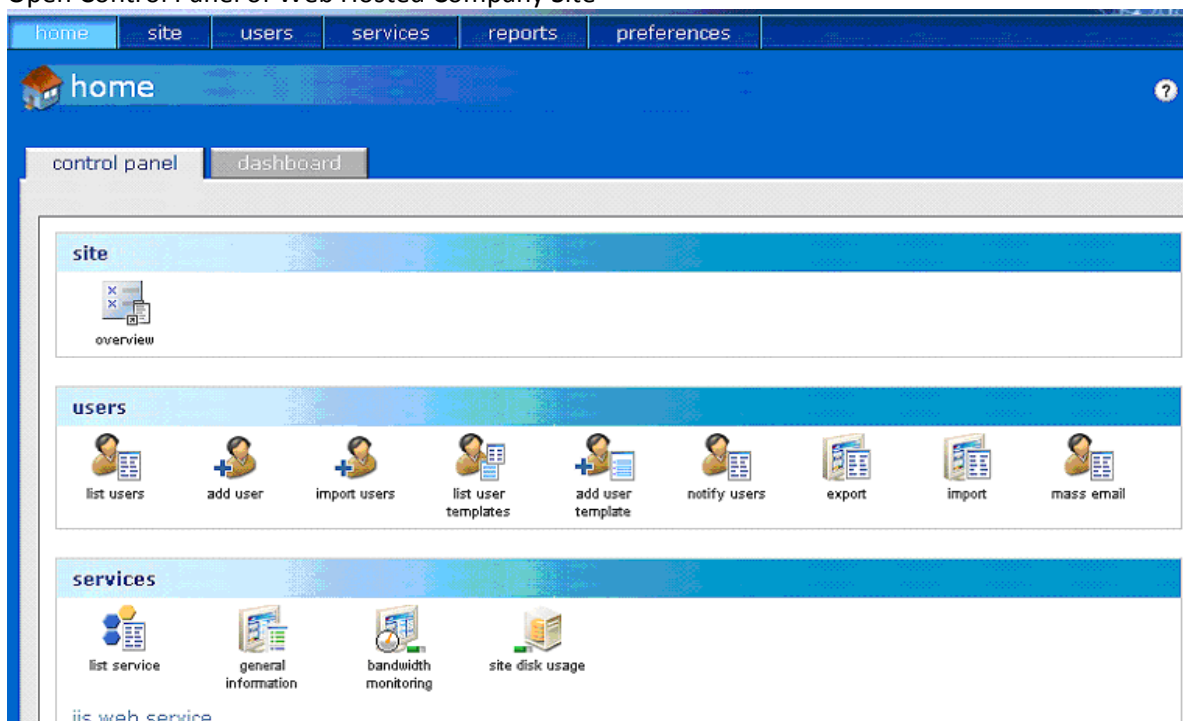 Open Control Panel of Web Hosted Company Site
home site users services reports preferences
home
?
control panel dashboard
site
overview
users
list users add user import users list user templates add user template notify users export import mass email
services
list service general information bandwidth monitoring site disk usage
iis web service